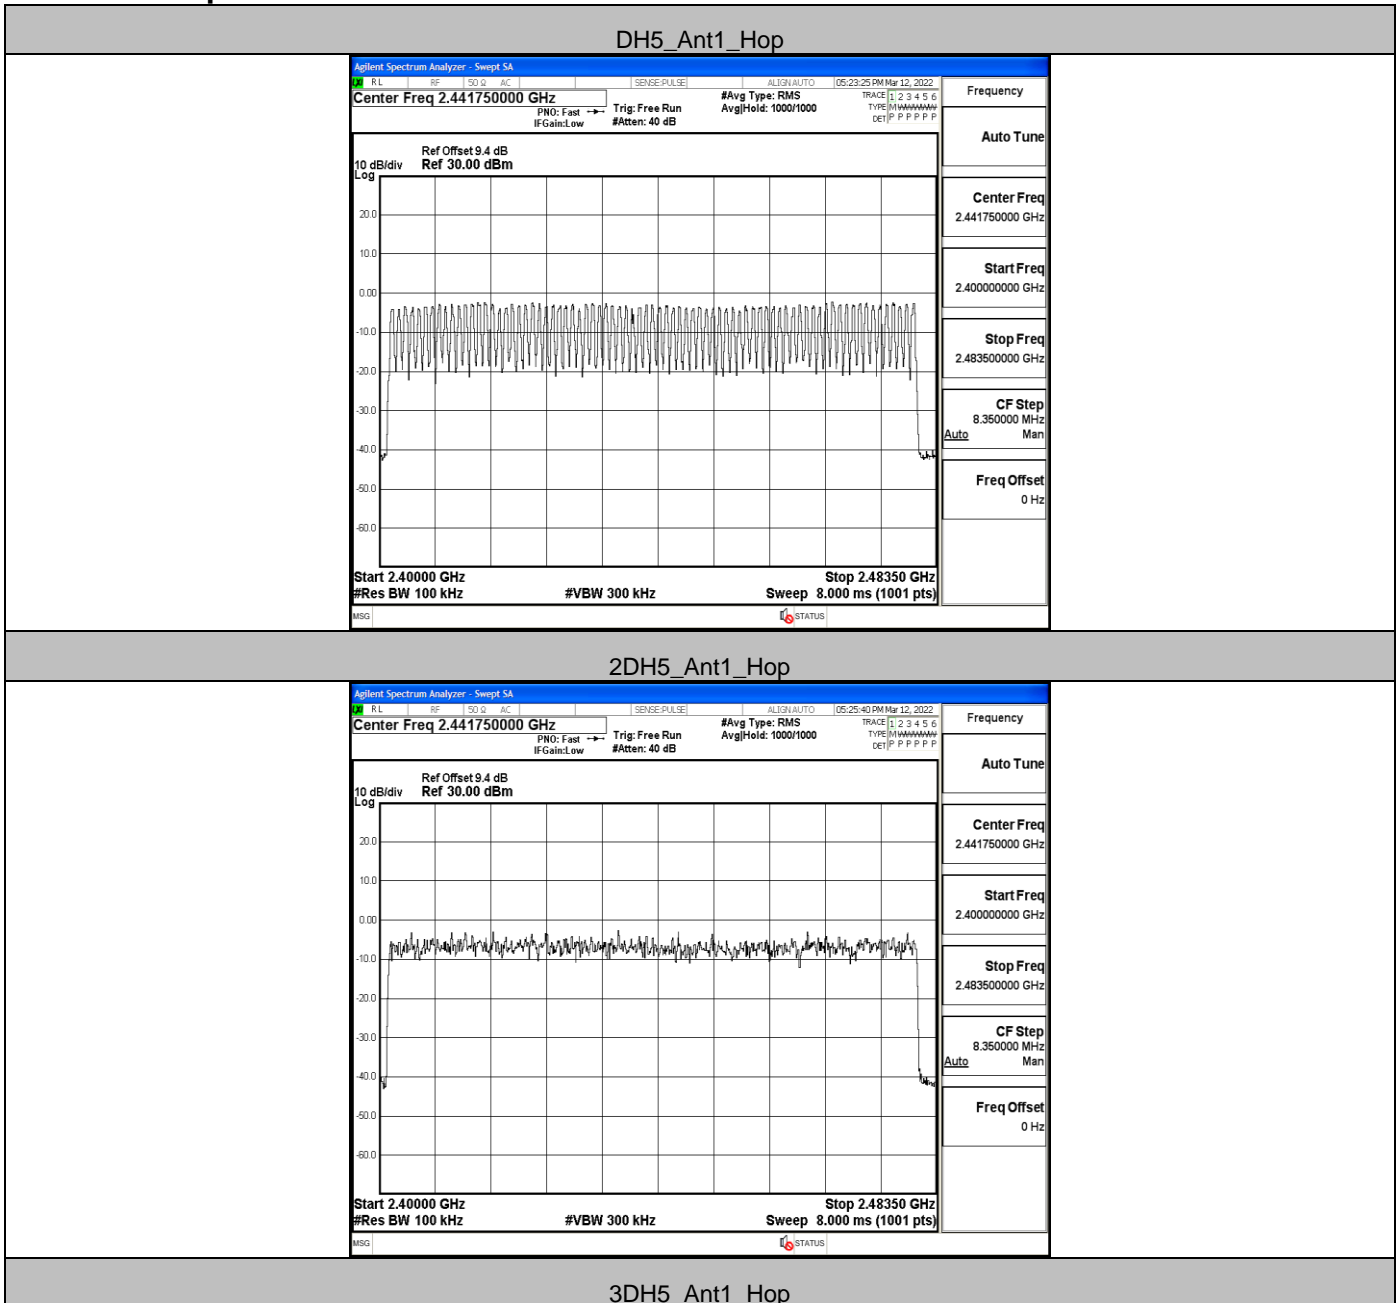 DH5_Ant1_Hop
Agilent Spectrum Analyzer - Swept SA
RL RF 50 Ω AC SENSE:PULSE ALIGNAUTO 05:23:25 PM Mar 12, 2022
Center Freq 2.441750000 GHz
PNO: Fast
IFGain:Low
Trig: Free Run
#Atten: 40 dB
#Avg Type: RMS
Avg|Hold: 1000/1000
TRACE 1 2 3 4 5 6
TYPE M WWWWW
DET P P P P P P
Ref Offset 9.4 dB
10 dB/div Ref 30.00 dBm
Log
20.0
10.0
0.00
-10.0
-20.0
-30.0
-40.0
-50.0
-60.0
Start 2.40000 GHz Stop 2.48350 GHz
#Res BW 100 kHz #VBW 300 kHz Sweep 8.000 ms (1001 pts)
MSG STATUS
Frequency
Auto Tune
Center Freq
2.441750000 GHz
Start Freq
2.400000000 GHz
Stop Freq
2.483500000 GHz
CF Step
8.350000 MHz
Auto Man
Freq Offset
0 Hz
2DH5_Ant1_Hop
Agilent Spectrum Analyzer - Swept SA
RL RF 50 Ω AC SENSE:PULSE ALIGNAUTO 05:25:40 PM Mar 12, 2022
Center Freq 2.441750000 GHz
PNO: Fast
IFGain:Low
Trig: Free Run
#Atten: 40 dB
#Avg Type: RMS
Avg|Hold: 1000/1000
TRACE 1 2 3 4 5 6
TYPE M WWWWW
DET P P P P P P
Ref Offset 9.4 dB
10 dB/div Ref 30.00 dBm
Log
20.0
10.0
0.00
-10.0
-20.0
-30.0
-40.0
-50.0
-60.0
Start 2.40000 GHz Stop 2.48350 GHz
#Res BW 100 kHz #VBW 300 kHz Sweep 8.000 ms (1001 pts)
MSG STATUS
Frequency
Auto Tune
Center Freq
2.441750000 GHz
Start Freq
2.400000000 GHz
Stop Freq
2.483500000 GHz
CF Step
8.350000 MHz
Auto Man
Freq Offset
0 Hz
3DH5_Ant1_Hop